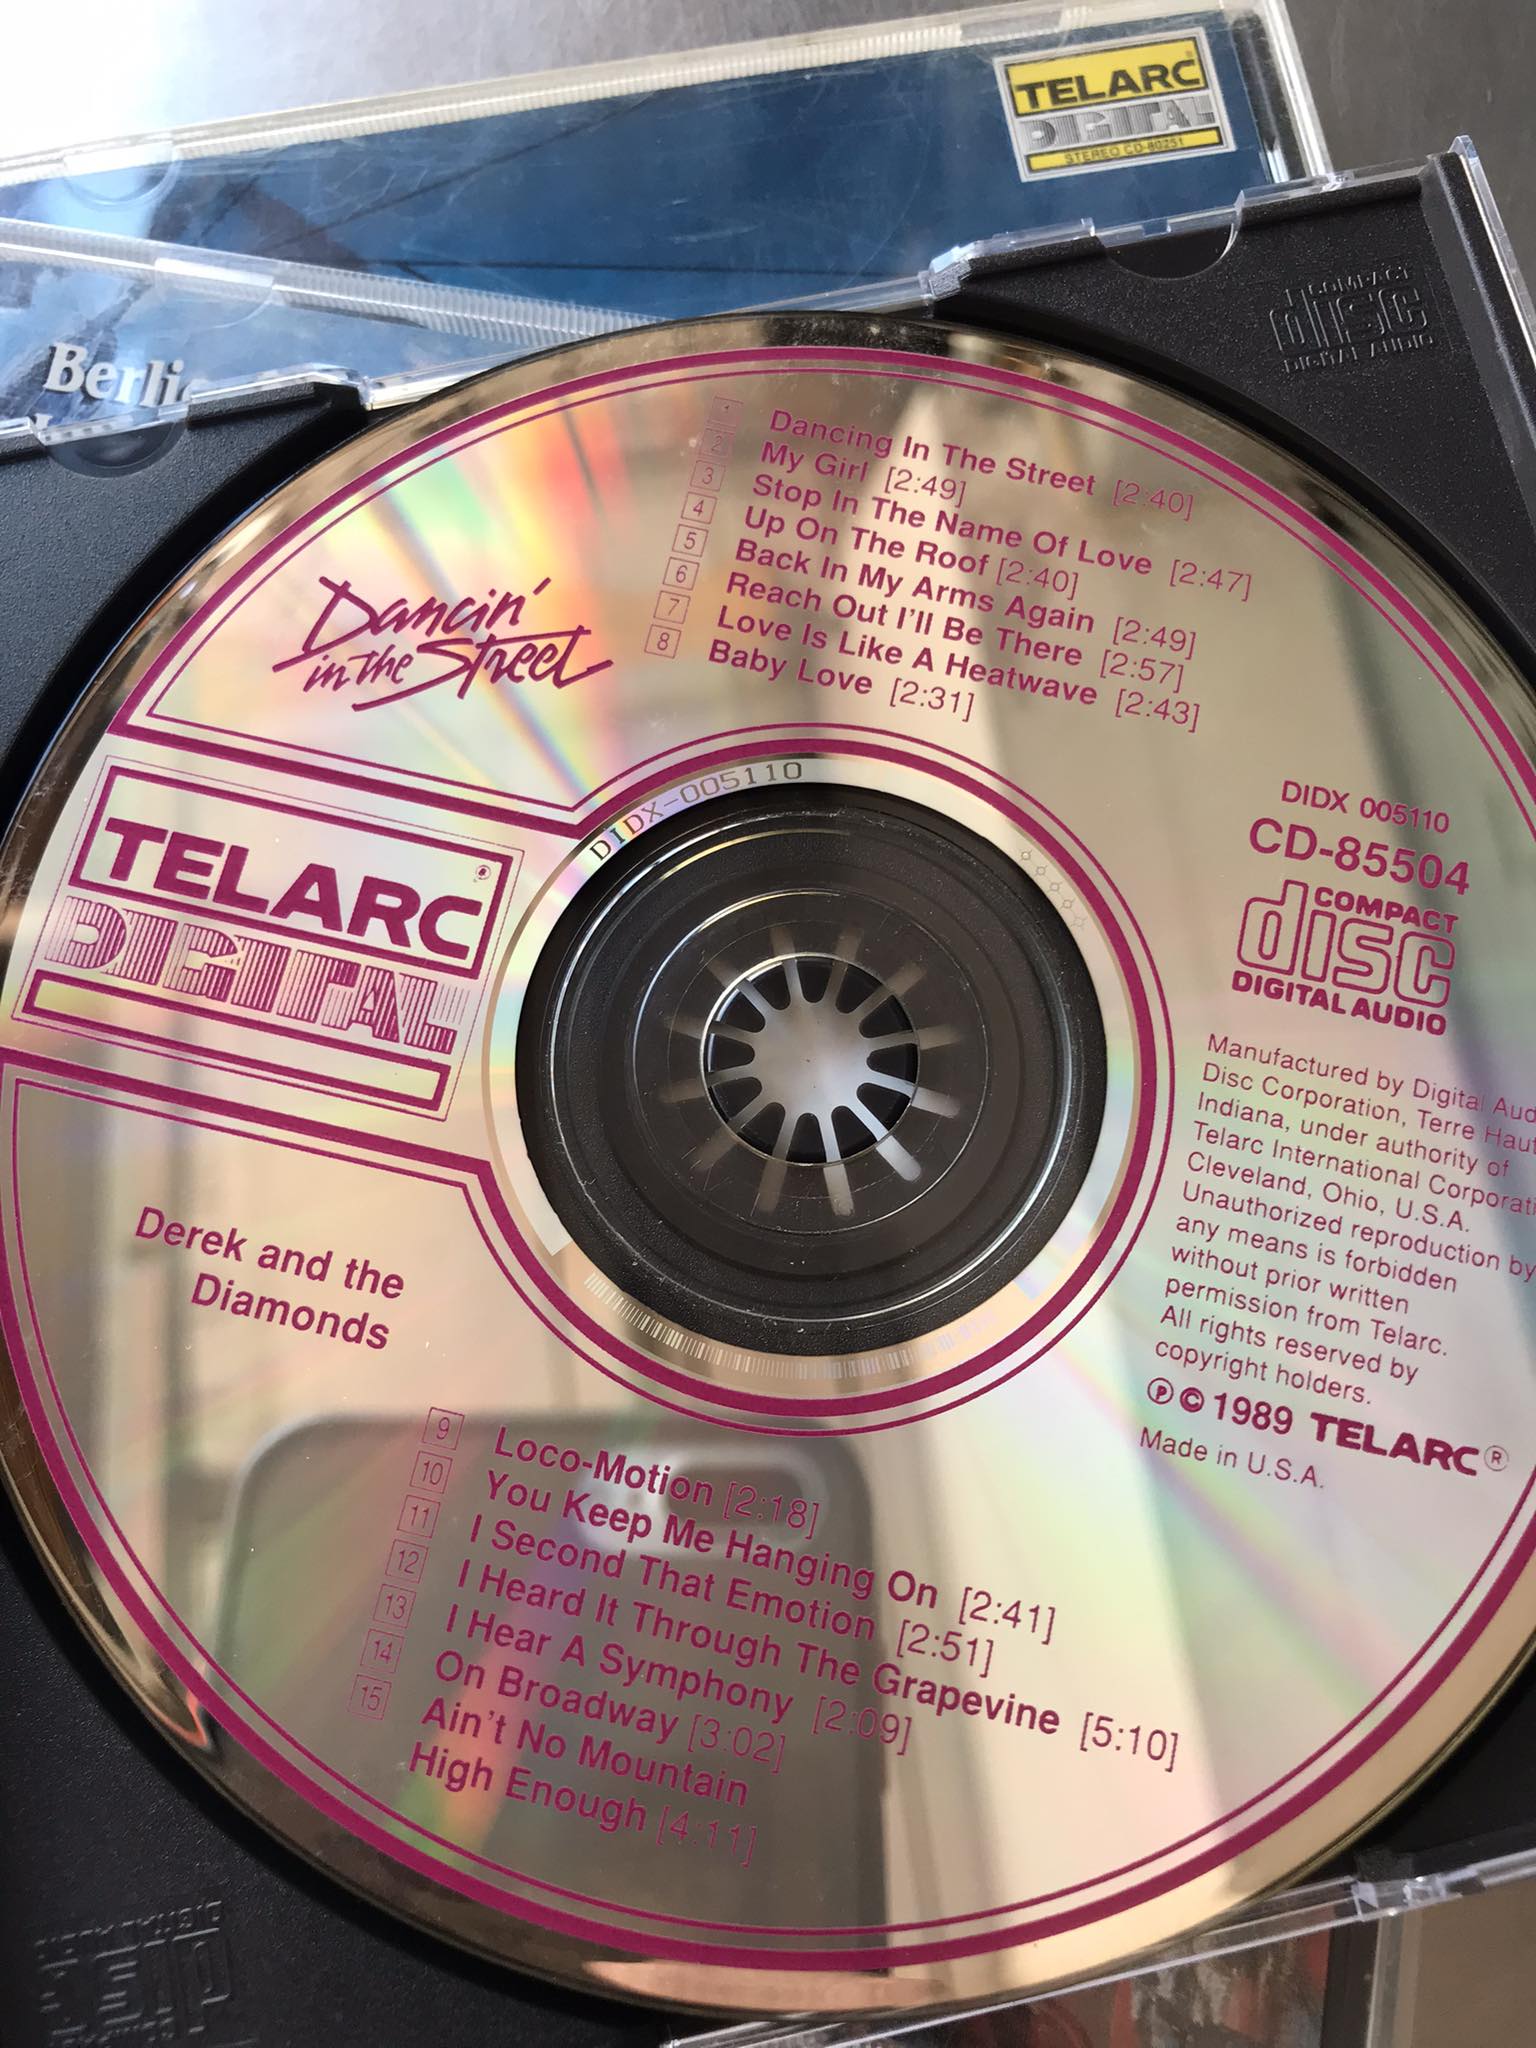 TELARC
DIGITAL
STEREO CD-80251
COMPACT
disc
DIGITAL AUDIO
1 Dancing In The Street [2:40]
2 My Girl [2:49]
3 Stop In The Name Of Love [2:47]
4 Up On The Roof [2:40]
5 Back In My Arms Again [2:49]
6 Reach Out I'll Be There [2:57]
7 Love Is Like A Heatwave [2:43]
8 Baby Love [2:31]
Dancin'
in the Street
DIDX-005110
TELARC®
DIGITAL
DIDX 005110
CD-85504
COMPACT
disc
DIGITAL AUDIO
Manufactured by Digital
Disc Corporation, Terre
Indiana, under authority of
Telarc International
Cleveland, Ohio, U.S.A.
Unauthorized reproduction by
any means is forbidden
without prior written
permission from Telarc.
All rights reserved by
copyright holders.
℗ © 1989 TELARC®
Made in U.S.A.
Derek and the
Diamonds
9 Loco-Motion [2:18]
10 You Keep Me Hanging On [2:41]
11 I Second That Emotion [2:51]
12 I Heard It Through The Grapevine [5:10]
13 I Hear A Symphony [2:09]
14 On Broadway [3:02]
15 Ain't No Mountain
High Enough [4:11]
disc